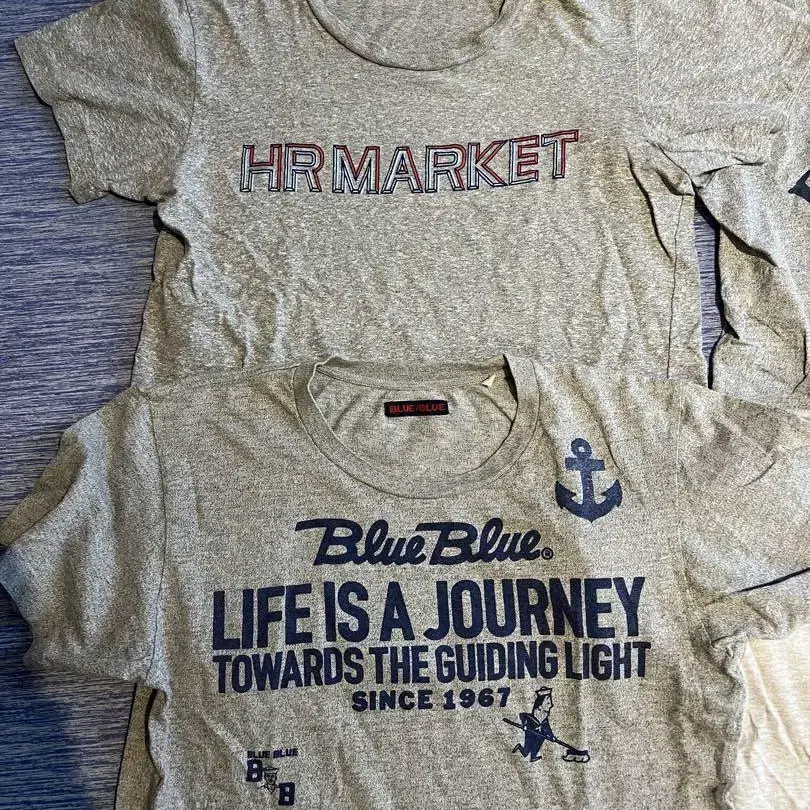 HR MARKET
BLUE/BLUE
Blue Blue®
LIFE IS A JOURNEY
TOWARDS THE GUIDING LIGHT
SINCE 1967
BLUE BLUE
B
B